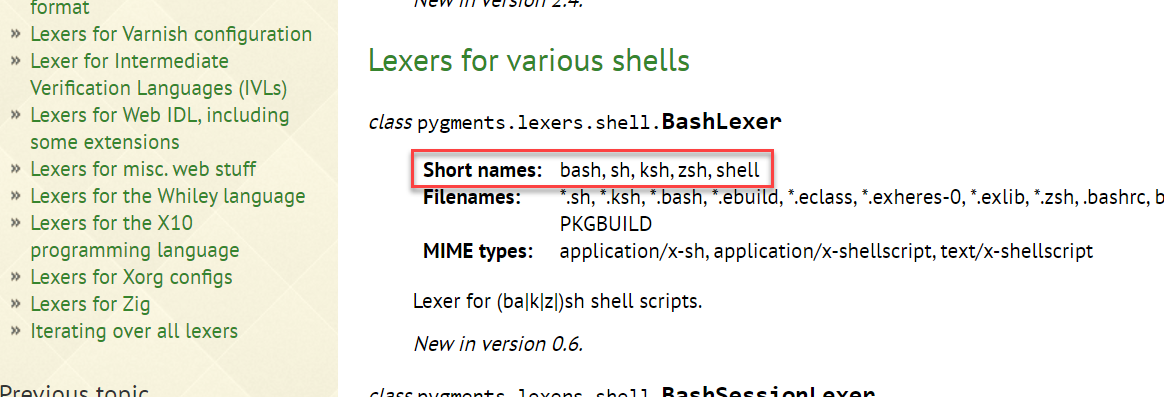 format
Lexers for Varnish configuration
Lexer for Intermediate
Verification Languages (IVLs)
Lexers for Web IDL, including
some extensions
Lexers for misc. web stuff
Lexers for the Whiley language
Lexers for the X10
programming language
Lexers for Xorg configs
Lexers for Zig
Iterating over all lexers
Previous topic
New in version 2.4.
Lexers for various shells
class pygments.lexers.shell.BashLexer
Short names: bash, sh, ksh, zsh, shell
Filenames: *.sh, *.ksh, *.bash, *.ebuild, *.eclass, *.exheres-0, *.exlib, *.zsh, .bashrc, b
PKGBUILD
MIME types: application/x-sh, application/x-shellscript, text/x-shellscript
Lexer for (ba|k|z|)sh shell scripts.
New in version 0.6.
class pygments.lexers.shell.BashSessionLexer